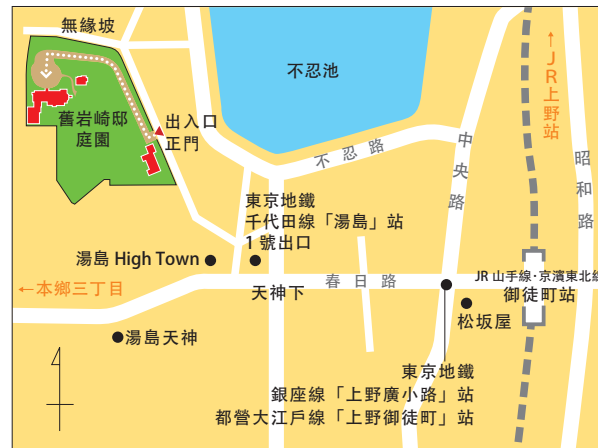 無緣坡
不忍池
←JR上野站
舊岩崎邸
庭園
出入口
正門
不忍路
中央路
昭和路
東京地鐵
千代田線「湯島」站
1 號出口
湯島 High Town
←本鄉三丁目
天神下
春日路
JR 山手線·京濱東北線
御徒町站
松坂屋
湯島天神
東京地鐵
銀座線「上野廣小路」站
都營大江戶線「上野御徒町」站